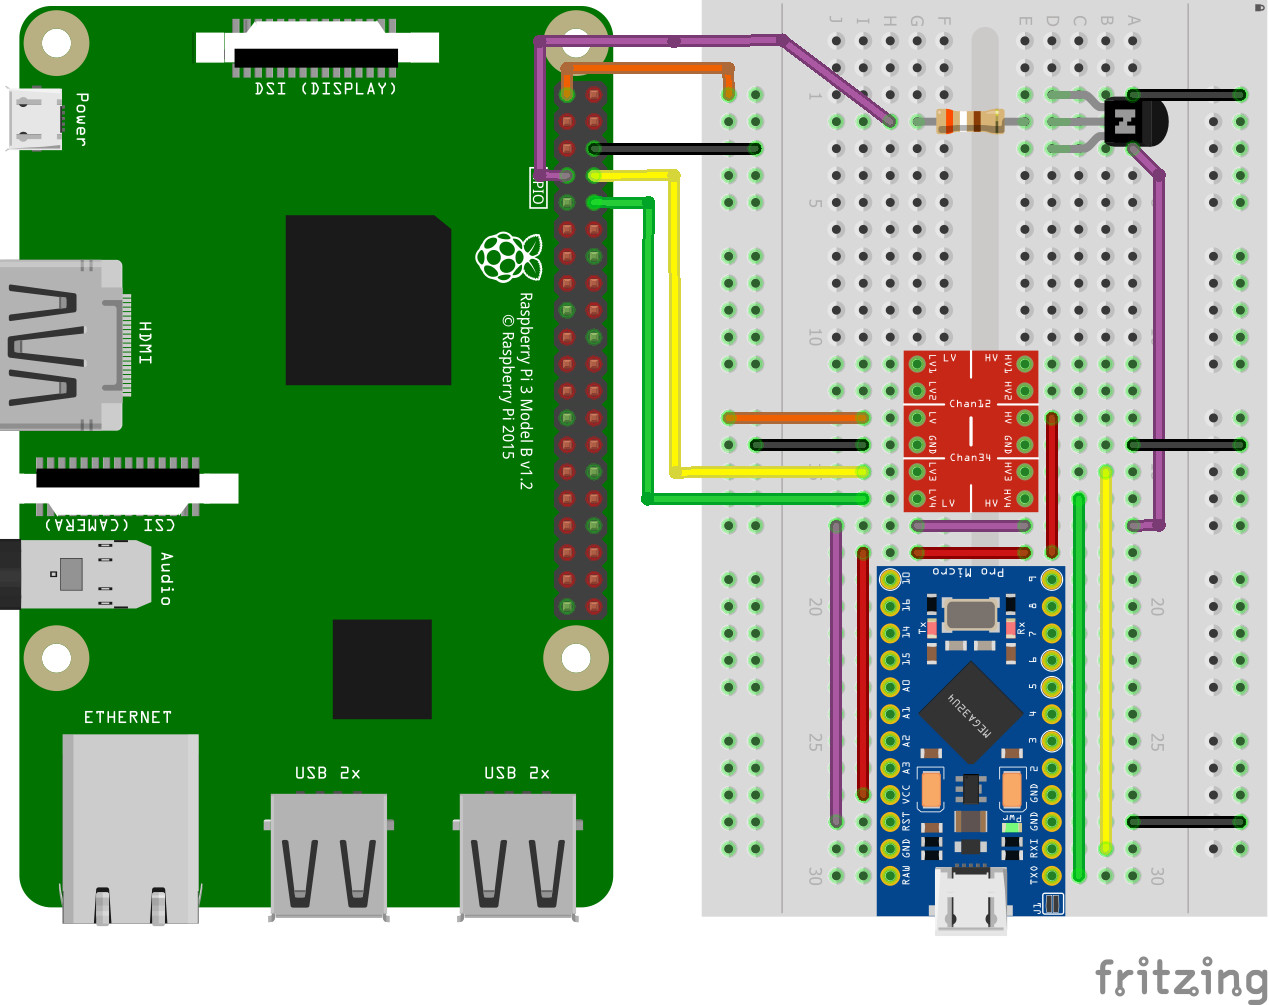 DSI (DISPLAY)
Power
HDMI
GPIO
Raspberry Pi 3 Model B v1.2
© Raspberry Pi 2015
CSI (CAMERA)
Audio
ETHERNET
USB 2x
USB 2x
J I H G F E D C B A
1
5
10
20
20
25
25
30
30
N
LV HV
LV1 HV1
LV2 HV2
Chan12
LV HV
GND GND
Chan34
LV3 HV3
LV4 LV HV HV4
Pro Micro
10 9
16 8
14 7
Tx Rx
15 6
A0 5
A1 4
MEGA32U4
A2 3
A3 2
VCC GND
RST GND
PWr
GND RXI
RAW TXO
J1
fritzing